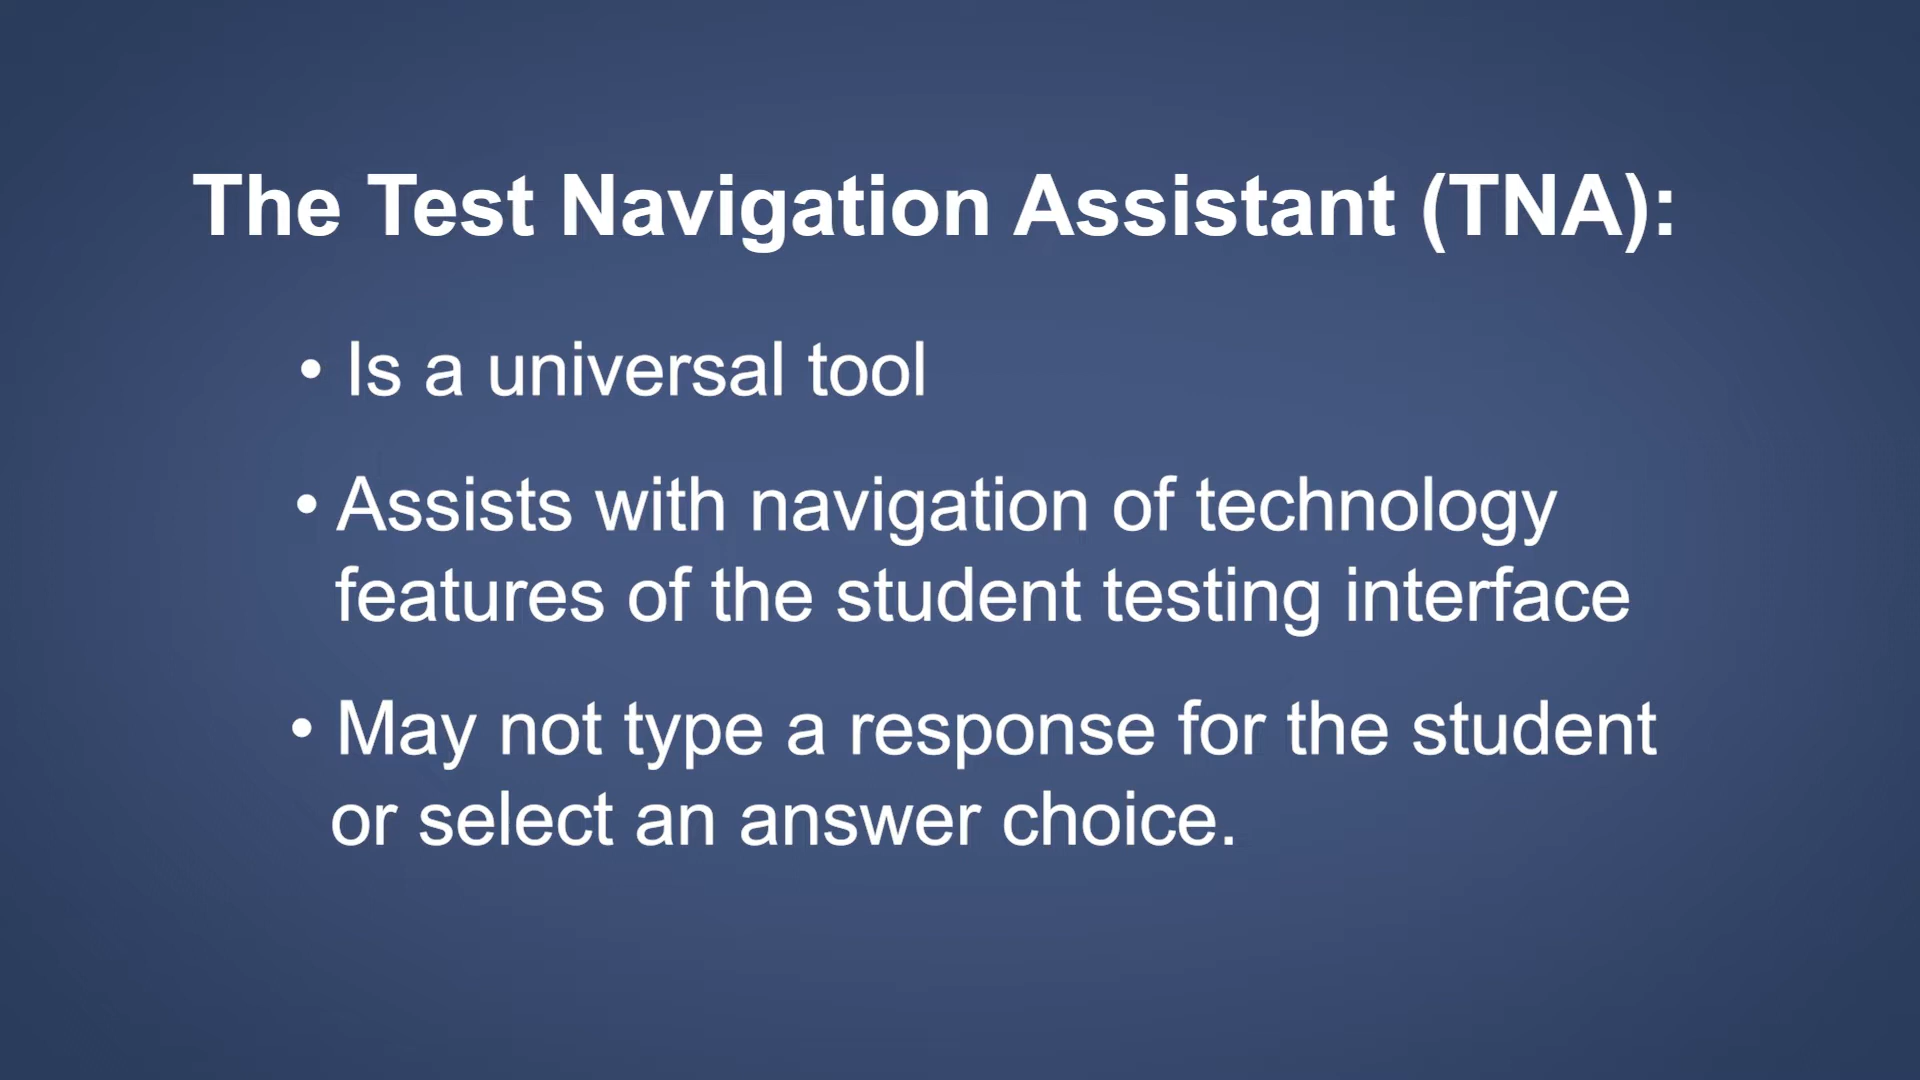 The Test Navigation Assistant (TNA):
• Is a universal tool
• Assists with navigation of technology
features of the student testing interface
• May not type a response for the student
or select an answer choice.